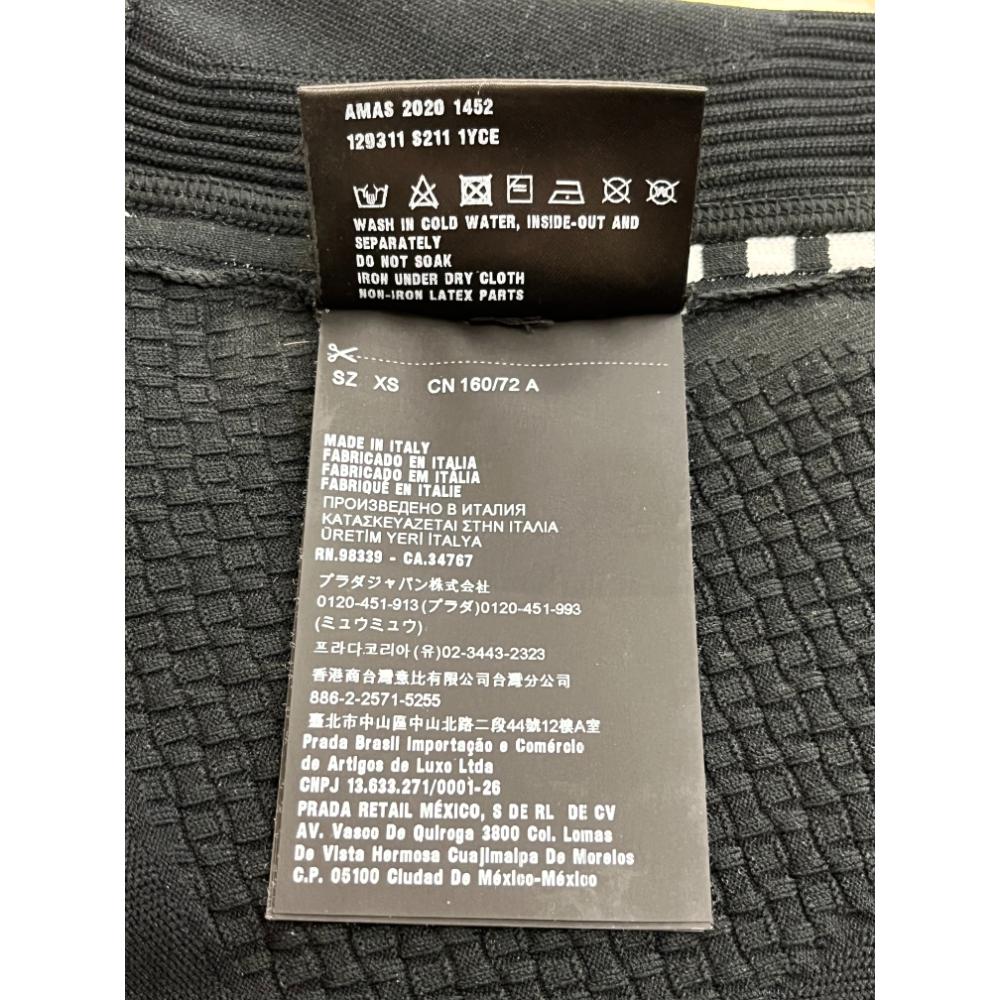 AMAS 2020 1452
129311 S211 1YCE
WASH IN COLD WATER, INSIDE-OUT AND
SEPARATELY
DO NOT SOAK
IRON UNDER DRY CLOTH
NON-IRON LATEX PARTS
SZ XS CN 160/72 A
MADE IN ITALY
FABRICADO EN ITALIA
FABRICADO EM ITÁLIA
FABRIQUÉ EN ITALIE
ПРОИЗВЕДЕНО В ИТАЛИЯ
ΚΑΤΑΣΚΕΥΑΖΕΤΑΙ ΣΤΗΝ ΙΤΑΛΙΑ
ÜRETİM YERİ İTALYA
RN.98339 - CA.34767
プラダジャパン株式会社
0120-451-913(プラダ)0120-451-993
(ミュウミュウ)
프라다코리아(유)02-3443-2323
香港商台灣意比有限公司台灣分公司
886-2-2571-5255
臺北市中山區中山北路二段44號12樓A室
Prada Brasil Importação e Comércio
de Artigos de Luxo Ltda
CNPJ 13.633.271/0001-26
PRADA RETAIL MÉXICO, S DE RL DE CV
AV. Vasco De Quiroga 3800 Col. Lomas
De Vista Hermosa Cuajimalpa De Morelos
C.P. 05100 Ciudad De México-México